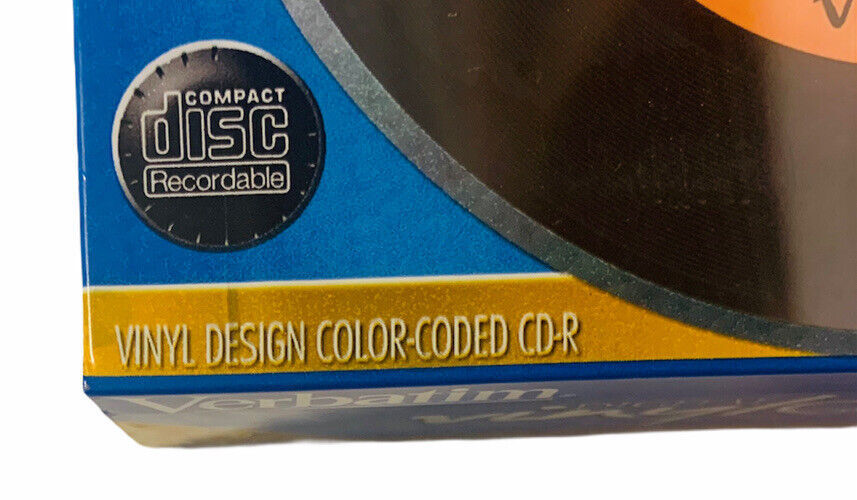 COMPACT
disc
Recordable
VINYL DESIGN COLOR-CODED CD-R
Verbatim